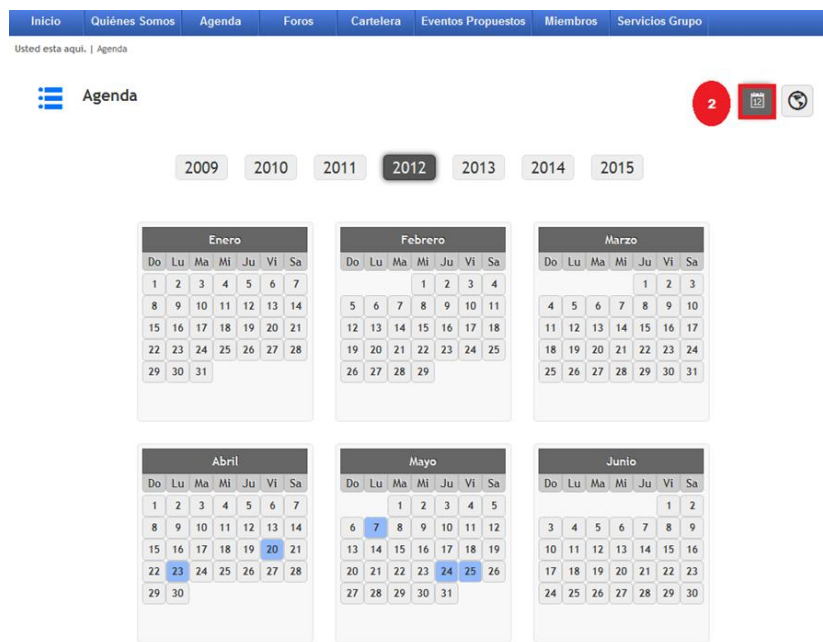 Inicio Quiénes Somos Agenda Foros Cartelera Eventos Propuestos Miembros Servicios Grupo
Usted esta aqui. | Agenda
Agenda
2
12
2009 2010 2011 2012 2013 2014 2015
Enero
Do Lu Ma Mi Ju Vi Sa
1 2 3 4 5 6 7
8 9 10 11 12 13 14
15 16 17 18 19 20 21
22 23 24 25 26 27 28
29 30 31
Febrero
Do Lu Ma Mi Ju Vi Sa
1 2 3 4
5 6 7 8 9 10 11
12 13 14 15 16 17 18
19 20 21 22 23 24 25
26 27 28 29
Marzo
Do Lu Ma Mi Ju Vi Sa
1 2 3
4 5 6 7 8 9 10
11 12 13 14 15 16 17
18 19 20 21 22 23 24
25 26 27 28 29 30 31
Abril
Do Lu Ma Mi Ju Vi Sa
1 2 3 4 5 6 7
8 9 10 11 12 13 14
15 16 17 18 19 20 21
22 23 24 25 26 27 28
29 30
Mayo
Do Lu Ma Mi Ju Vi Sa
1 2 3 4 5
6 7 8 9 10 11 12
13 14 15 16 17 18 19
20 21 22 23 24 25 26
27 28 29 30 31
Junio
Do Lu Ma Mi Ju Vi Sa
1 2
3 4 5 6 7 8 9
10 11 12 13 14 15 16
17 18 19 20 21 22 23
24 25 26 27 28 29 30